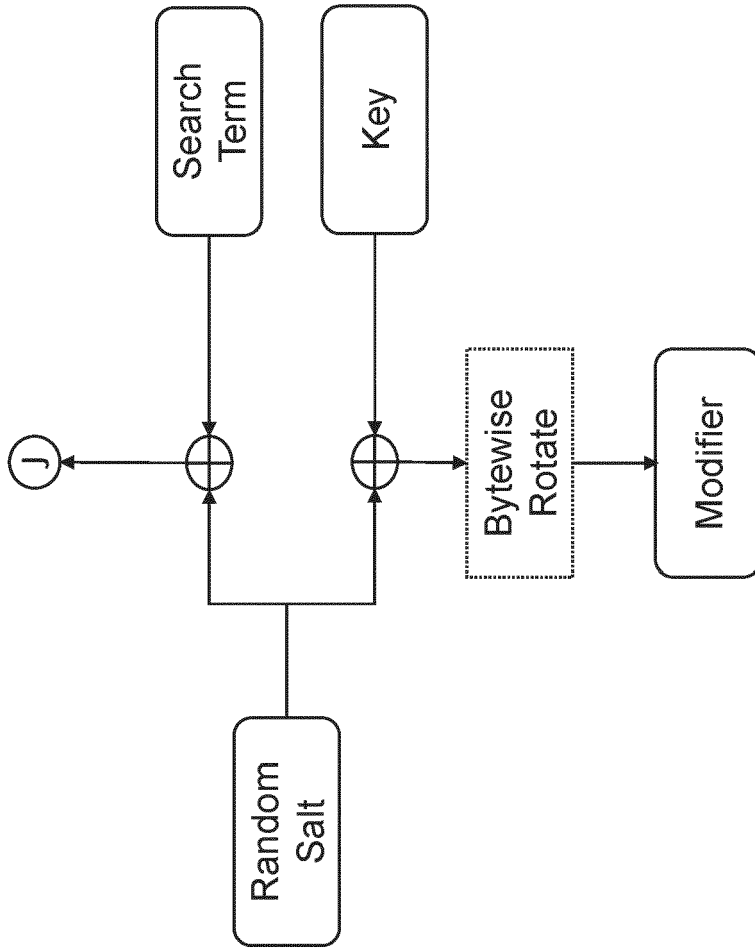 Random
Salt
J
Search
Term
Key
Bytewise
Rotate
Modifier